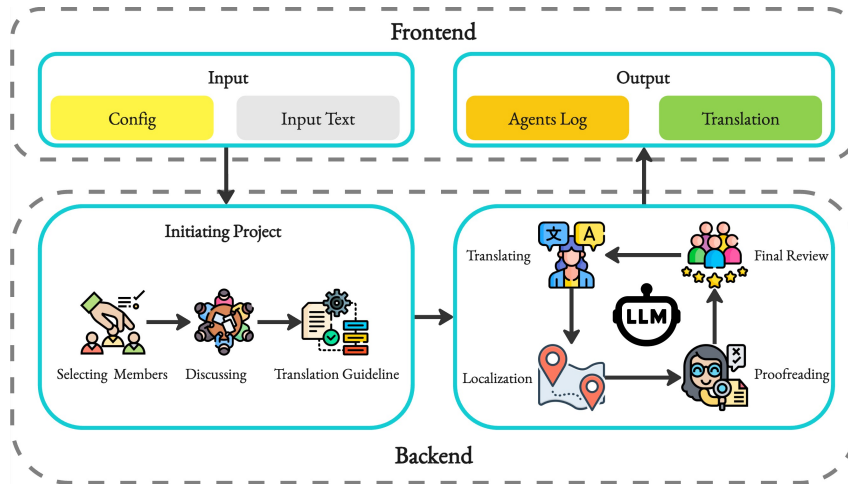 Frontend
Input
Output
Config
Input Text
Agents Log
Translation
Initiating Project
Selecting Members
Discussing
Translation Guideline
Translating
文 A
Final Review
LLM
Localization
Proofreading
Backend